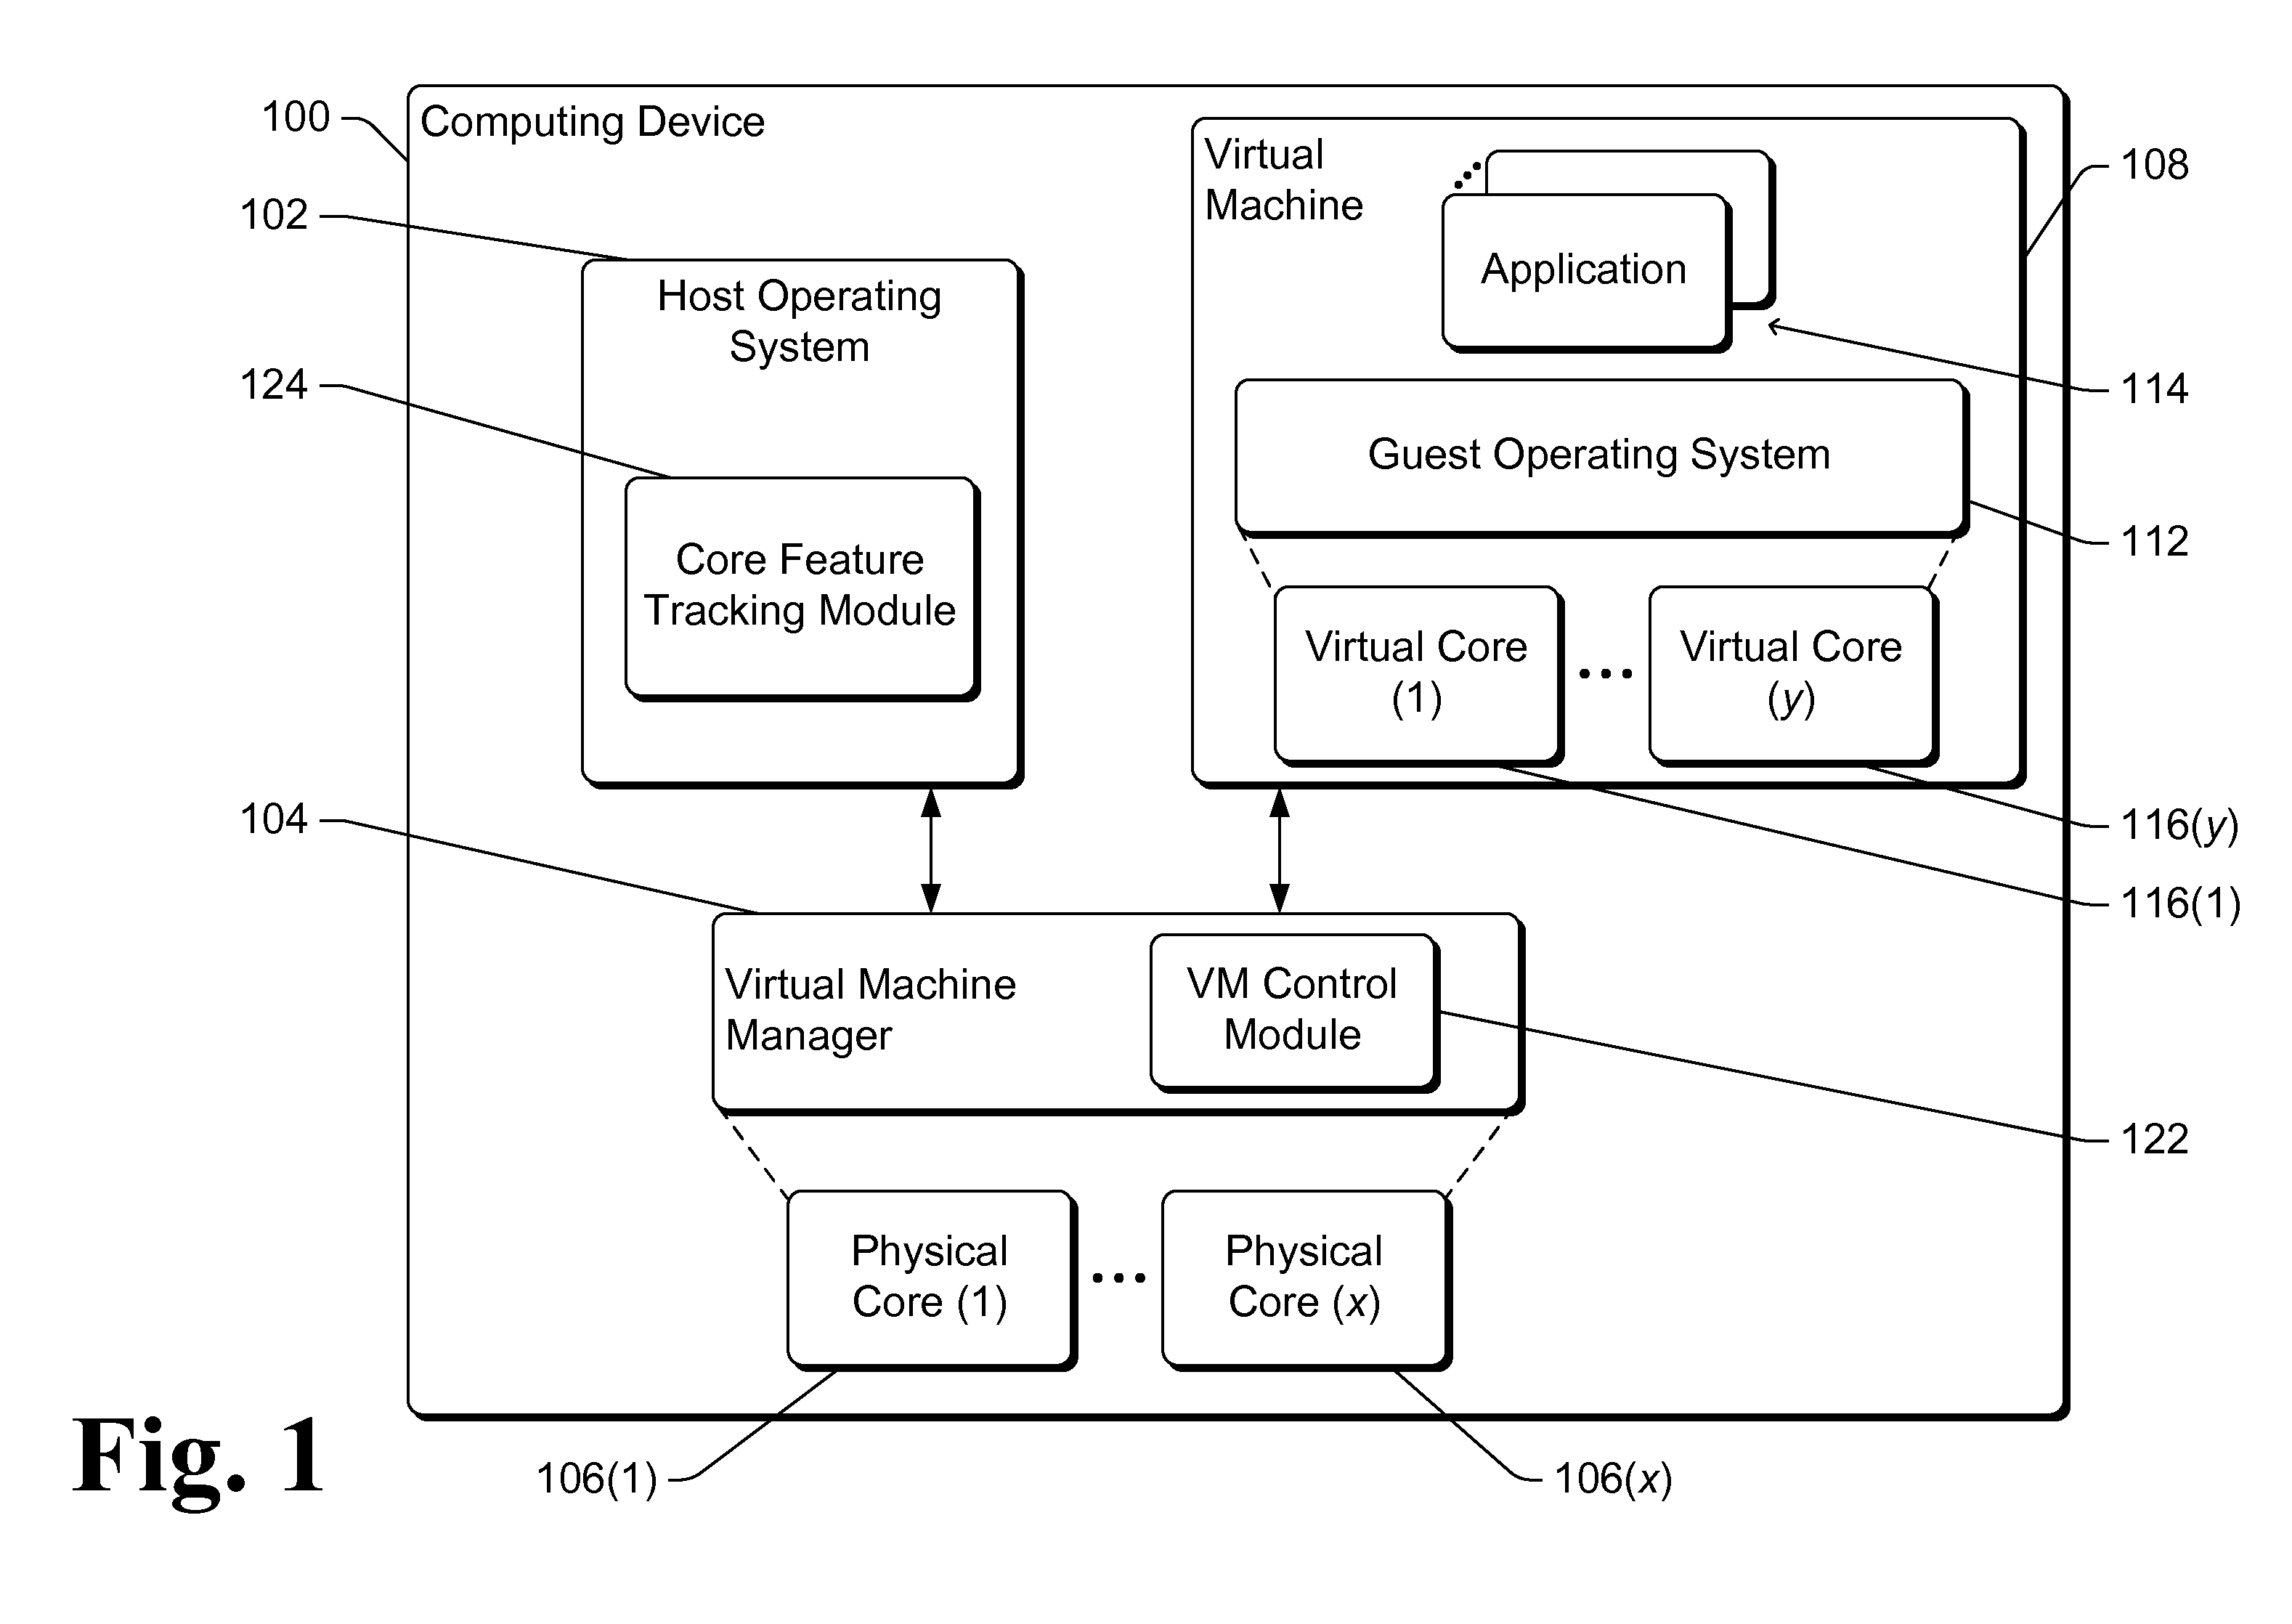 100
Computing Device
102
Host Operating
System
124
Core Feature
Tracking Module
Virtual
Machine
108
Application
114
Guest Operating System
112
Virtual Core
(1)
Virtual Core
(y)
116(y)
116(1)
104
Virtual Machine
Manager
VM Control
Module
122
Physical
Core (1)
Physical
Core (x)
106(1)
106(x)
Fig. 1